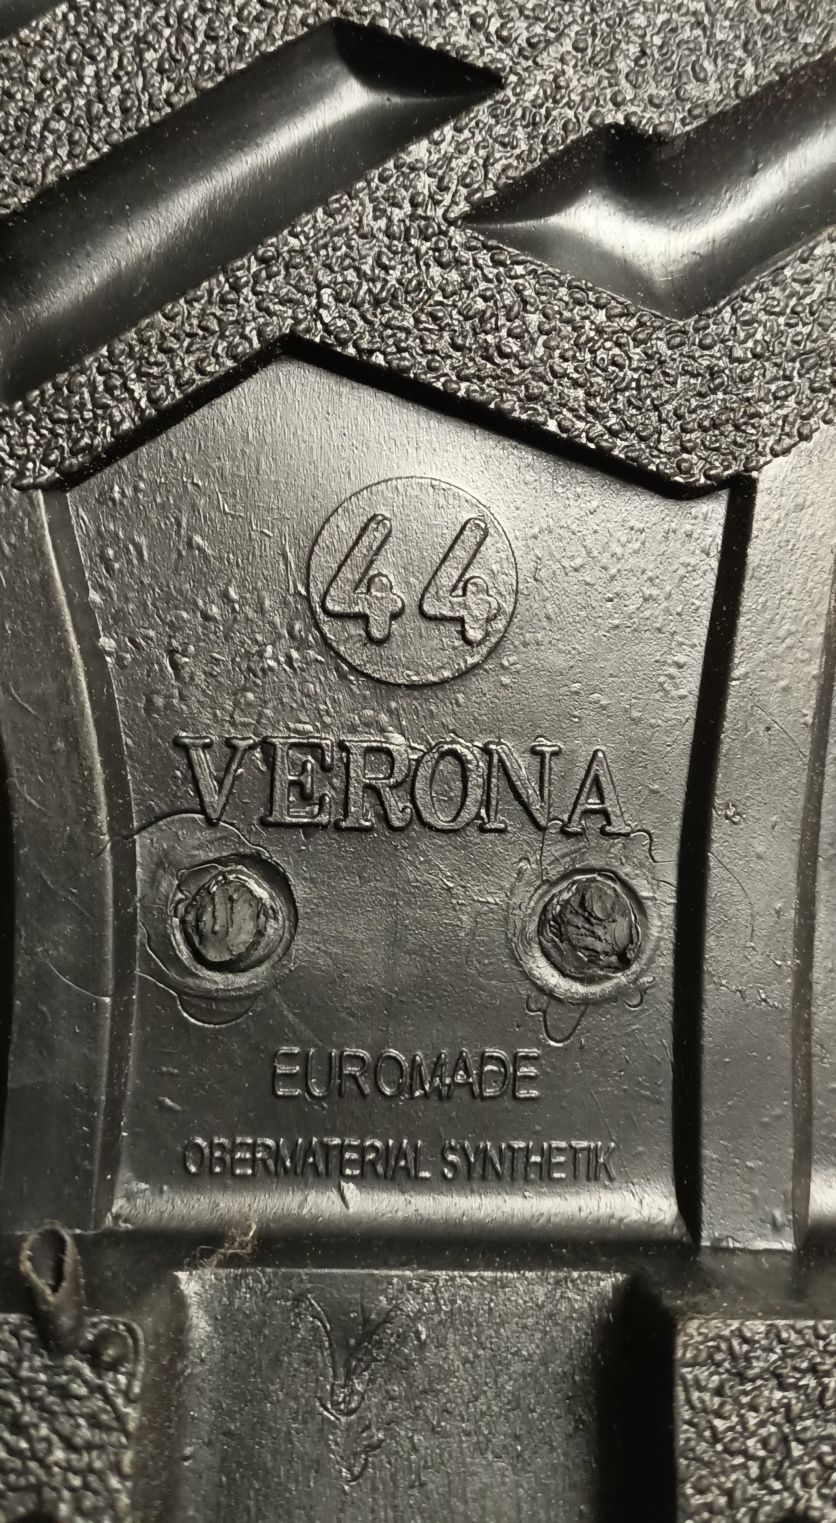 44
VERONA
EUROMADE
OBERMATERIAL SYNTHETIK